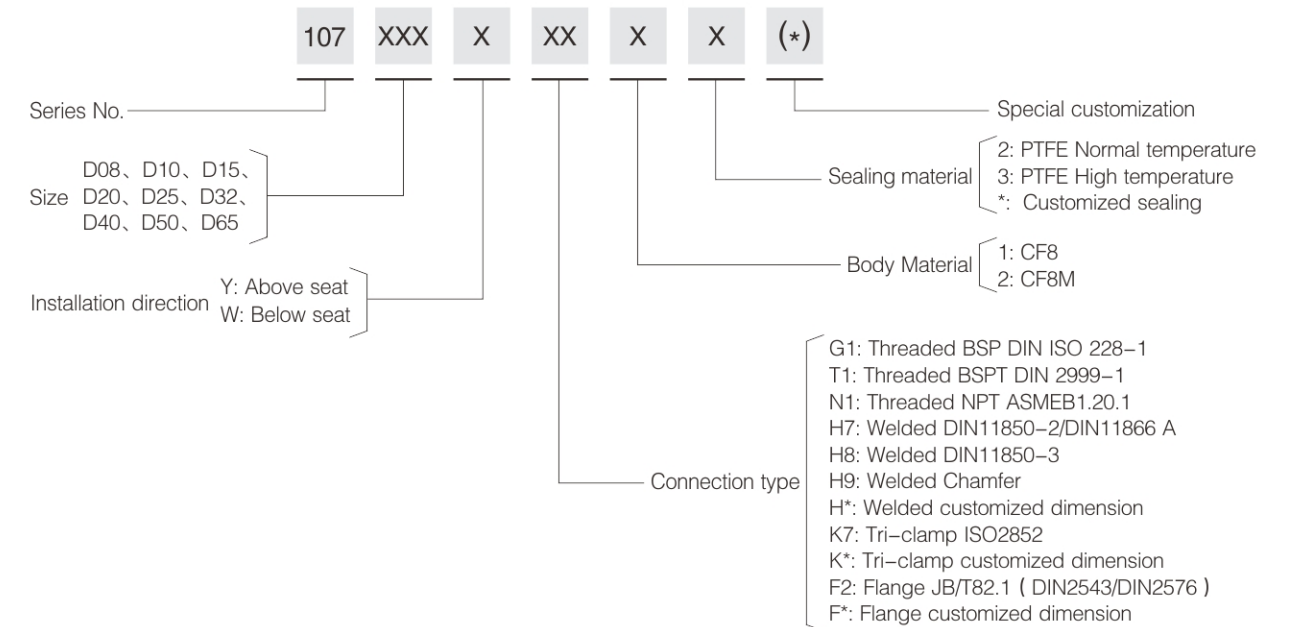 107 XXX X XX X X (*)
Series No.
Special customization
Size
D08、D10、D15、
D20、D25、D32、
D40、D50、D65
Sealing material
2: PTFE Normal temperature
3: PTFE High temperature
*: Customized sealing
Installation direction
Y: Above seat
W: Below seat
Body Material
1: CF8
2: CF8M
Connection type
G1: Threaded BSP DIN ISO 228-1
T1: Threaded BSPT DIN 2999-1
N1: Threaded NPT ASMEB1.20.1
H7: Welded DIN11850-2/DIN11866 A
H8: Welded DIN11850-3
H9: Welded Chamfer
H*: Welded customized dimension
K7: Tri-clamp ISO2852
K*: Tri-clamp customized dimension
F2: Flange JB/T82.1 ( DIN2543/DIN2576 )
F*: Flange customized dimension